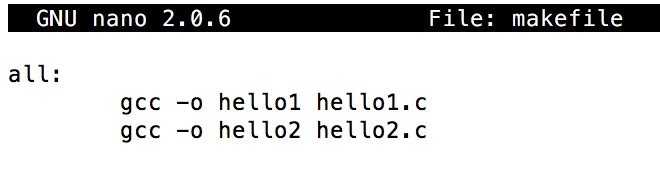 GNU nano 2.0.6 File: makefile
all:
gcc -o hello1 hello1.c
gcc -o hello2 hello2.c